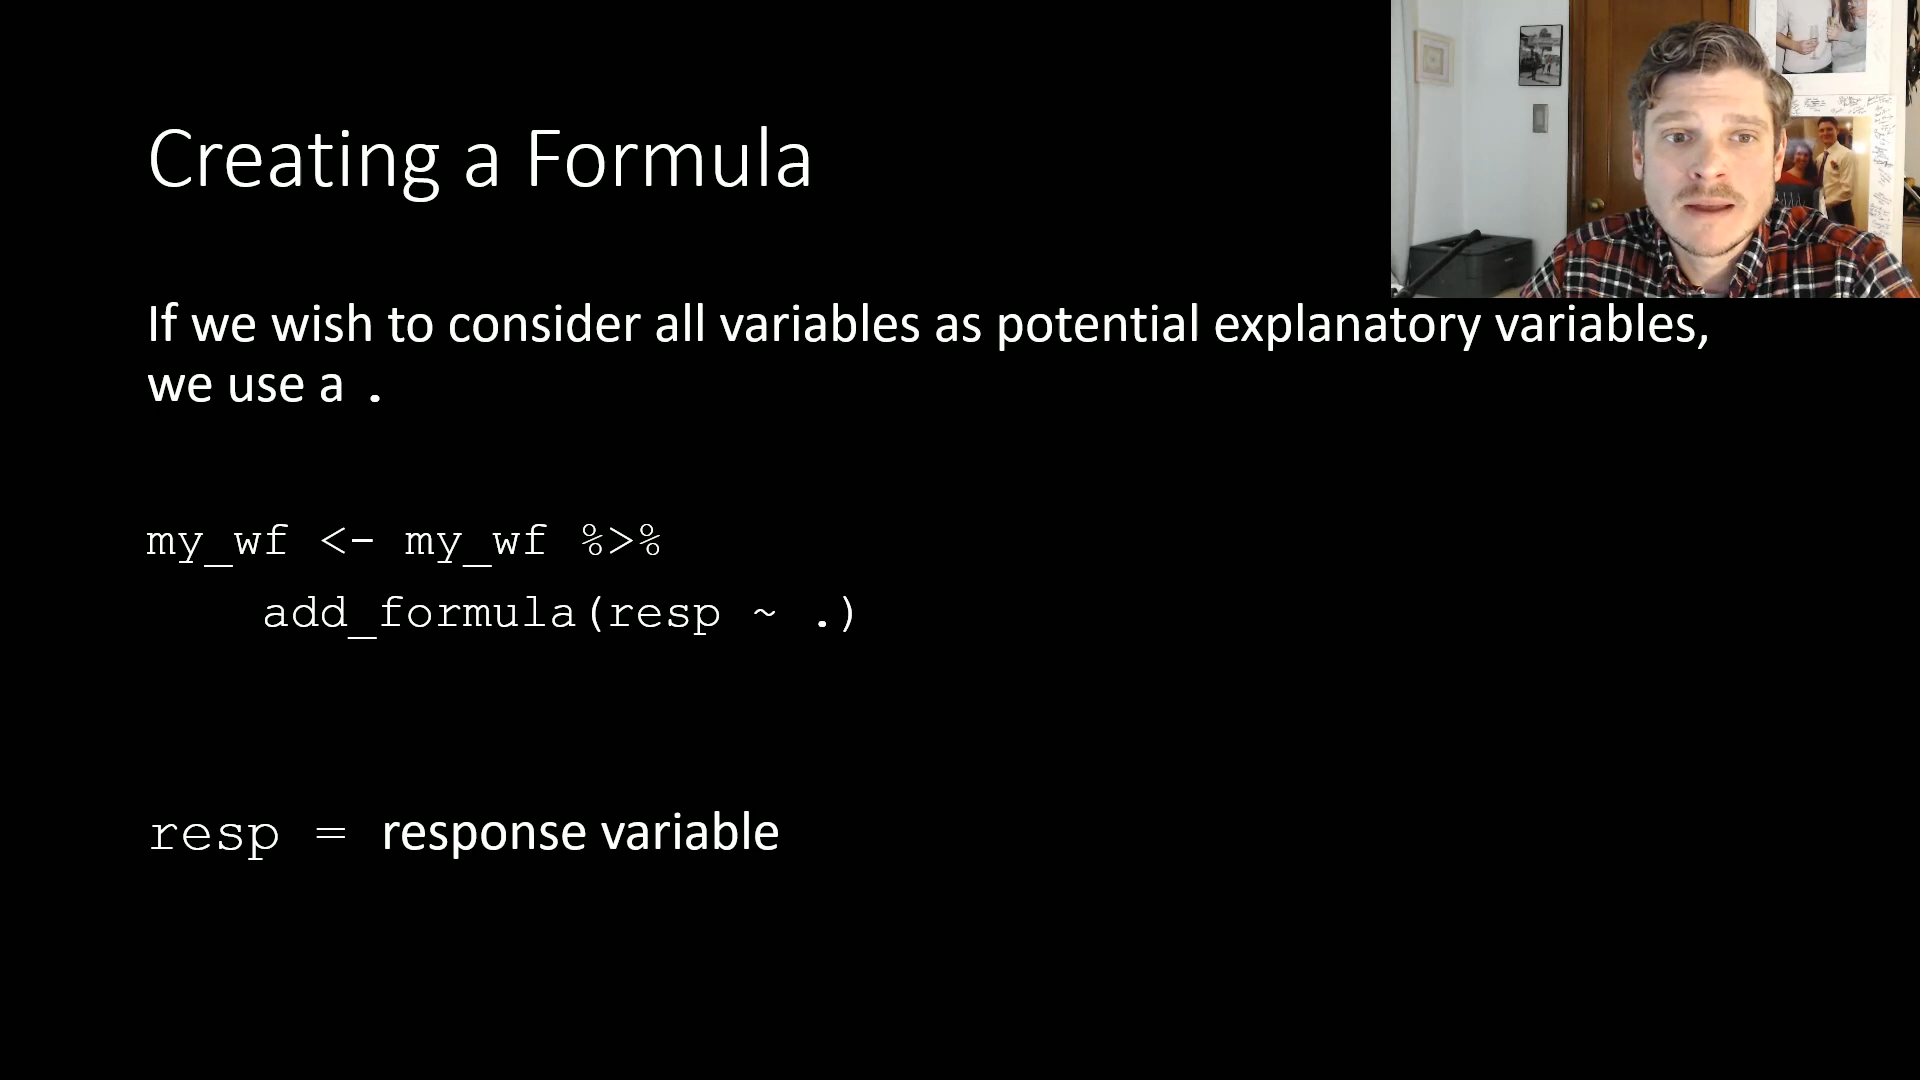 Creating a Formula
If we wish to consider all variables as potential explanatory variables,
we use a .
my_wf <- my_wf %>%
add_formula(resp ~ .)
resp = response variable